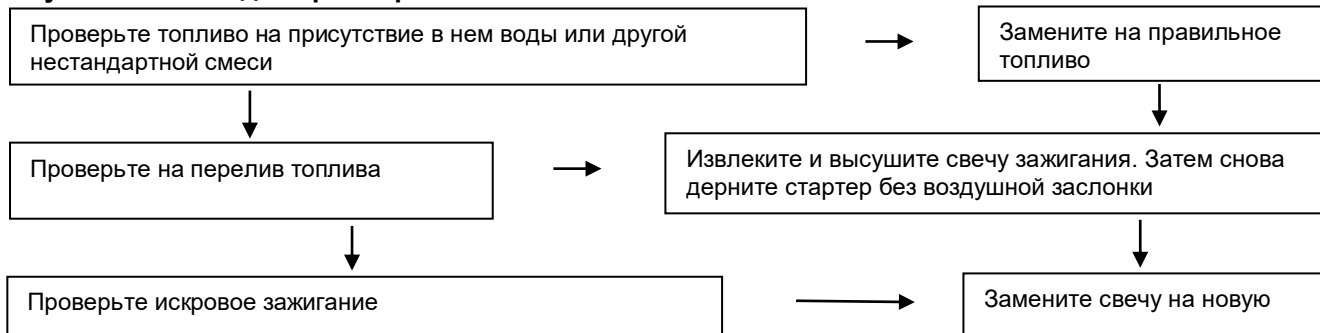 Проверьте топливо на присутствие в нем воды или другой
нестандартной смеси
Замените на правильное
топливо
Проверьте на перелив топлива
Извлеките и высушите свечу зажигания. Затем снова
дерните стартер без воздушной заслонки
Проверьте искровое зажигание
Замените свечу на новую